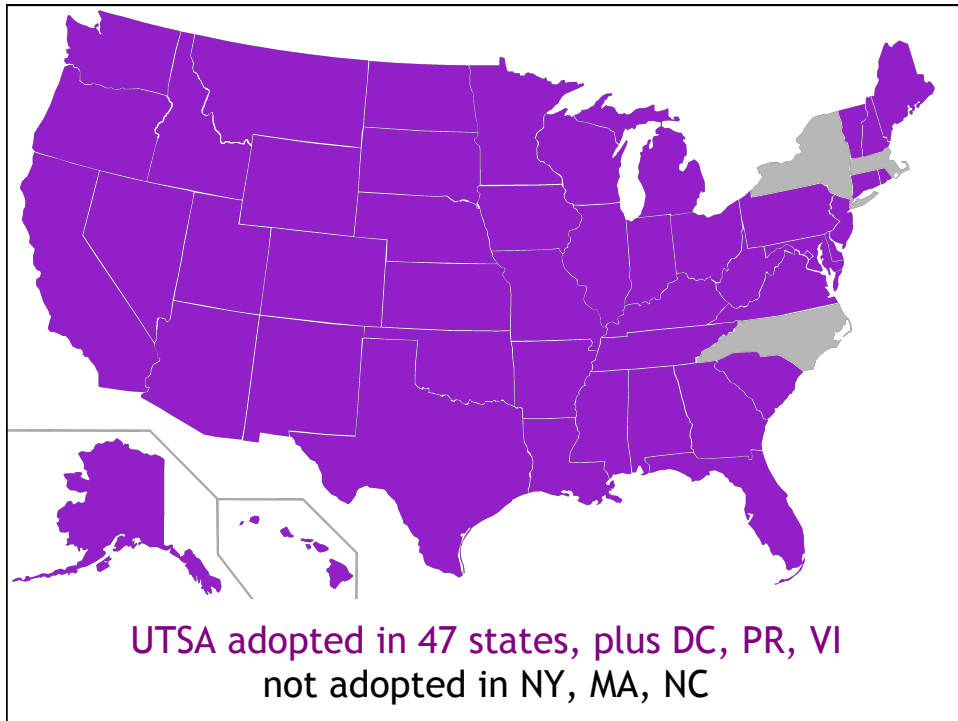 UTSA adopted in 47 states, plus DC, PR, VI
not adopted in NY, MA, NC